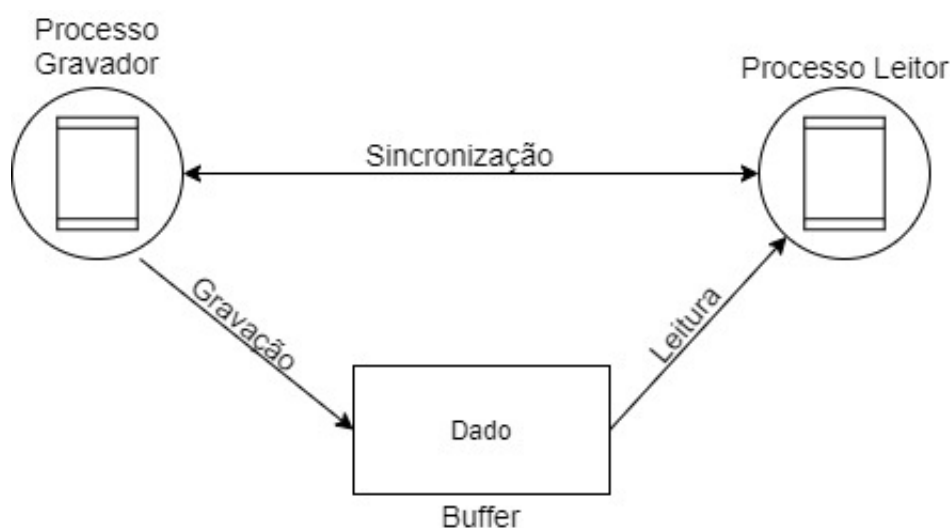 Processo
Gravador
Processo Leitor
Sincronização
Gravação
Leitura
Dado
Buffer